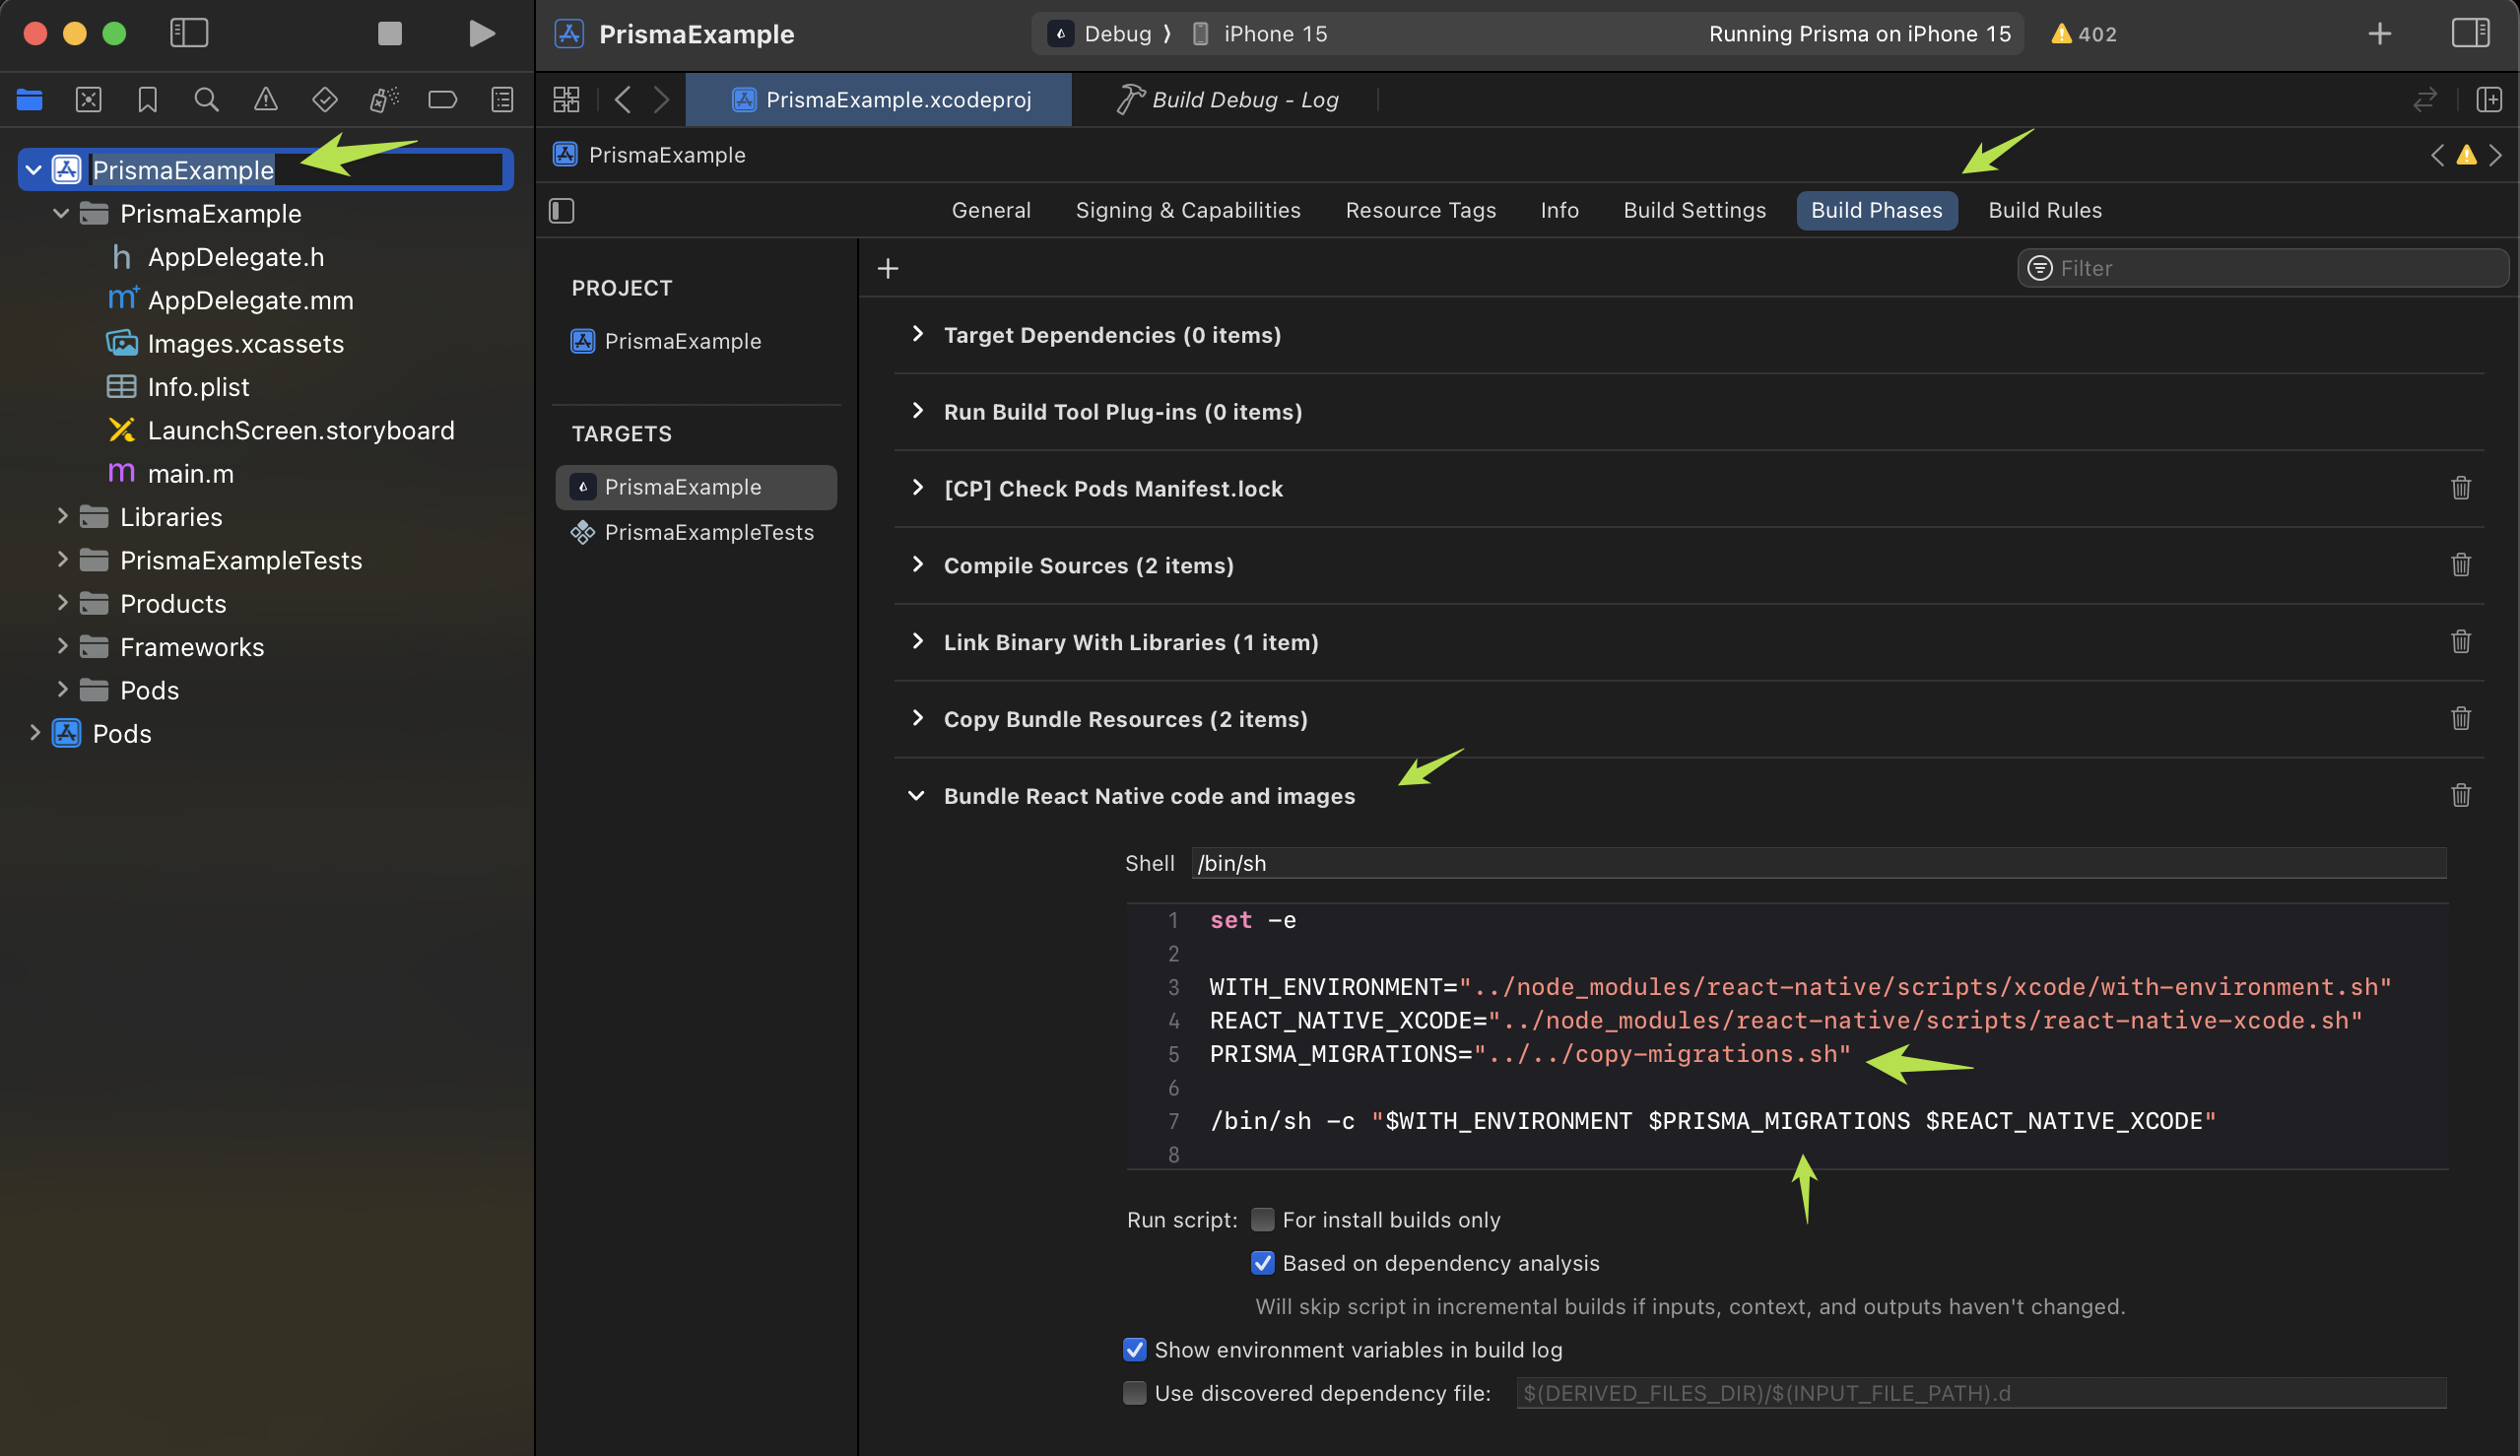 PrismaExample
Debug ⟩ iPhone 15
Running Prisma on iPhone 15
402
PrismaExample.xcodeproj
Build Debug - Log
PrismaExample
PrismaExample
AppDelegate.h
AppDelegate.mm
Images.xcassets
Info.plist
LaunchScreen.storyboard
main.m
Libraries
PrismaExampleTests
Products
Frameworks
Pods
Pods
PrismaExample
General
Signing & Capabilities
Resource Tags
Info
Build Settings
Build Phases
Build Rules
PROJECT
PrismaExample
TARGETS
PrismaExample
PrismaExampleTests
Filter
Target Dependencies (0 items)
Run Build Tool Plug-ins (0 items)
[CP] Check Pods Manifest.lock
Compile Sources (2 items)
Link Binary With Libraries (1 item)
Copy Bundle Resources (2 items)
Bundle React Native code and images
Shell /bin/sh
1 set -e
2
3 WITH_ENVIRONMENT="../node_modules/react-native/scripts/xcode/with-environment.sh"
4 REACT_NATIVE_XCODE="../node_modules/react-native/scripts/react-native-xcode.sh"
5 PRISMA_MIGRATIONS="../../copy-migrations.sh"
6
7 /bin/sh -c "$WITH_ENVIRONMENT $PRISMA_MIGRATIONS $REACT_NATIVE_XCODE"
8
Run script: For install builds only
Based on dependency analysis
Will skip script in incremental builds if inputs, context, and outputs haven't changed.
Show environment variables in build log
Use discovered dependency file: $(DERIVED_FILES_DIR)/$(INPUT_FILE_PATH).d